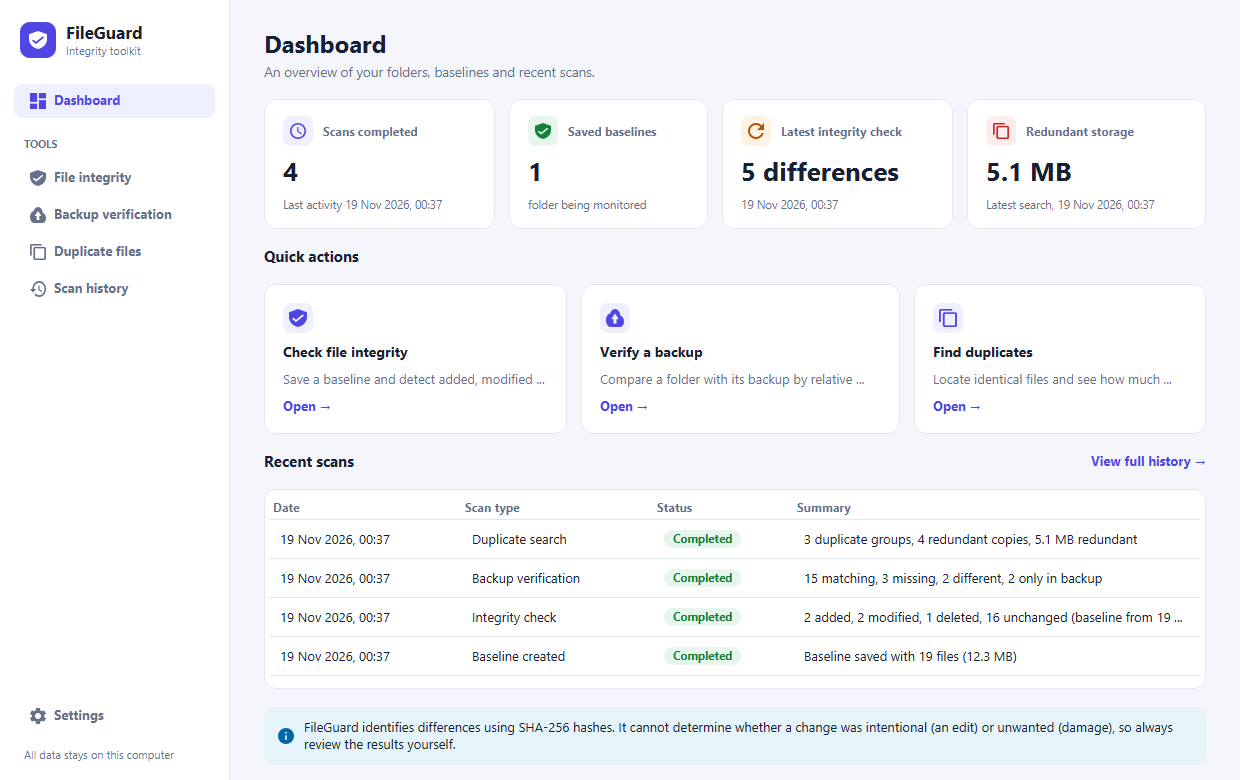 FileGuard
Integrity toolkit
Dashboard
TOOLS
File integrity
Backup verification
Duplicate files
Scan history
Settings
All data stays on this computer
Dashboard
An overview of your folders, baselines and recent scans.
Scans completed
4
Last activity 19 Nov 2026, 00:37
Saved baselines
1
folder being monitored
Latest integrity check
5 differences
19 Nov 2026, 00:37
Redundant storage
5.1 MB
Latest search, 19 Nov 2026, 00:37
Quick actions
Check file integrity
Save a baseline and detect added, modified ...
Open →
Verify a backup
Compare a folder with its backup by relative ...
Open →
Find duplicates
Locate identical files and see how much ...
Open →
Recent scans
View full history →
Date Scan type Status Summary
19 Nov 2026, 00:37 Duplicate search Completed 3 duplicate groups, 4 redundant copies, 5.1 MB redundant
19 Nov 2026, 00:37 Backup verification Completed 15 matching, 3 missing, 2 different, 2 only in backup
19 Nov 2026, 00:37 Integrity check Completed 2 added, 2 modified, 1 deleted, 16 unchanged (baseline from 19 ...
19 Nov 2026, 00:37 Baseline created Completed Baseline saved with 19 files (12.3 MB)
FileGuard identifies differences using SHA-256 hashes. It cannot determine whether a change was intentional (an edit) or unwanted (damage), so always
review the results yourself.